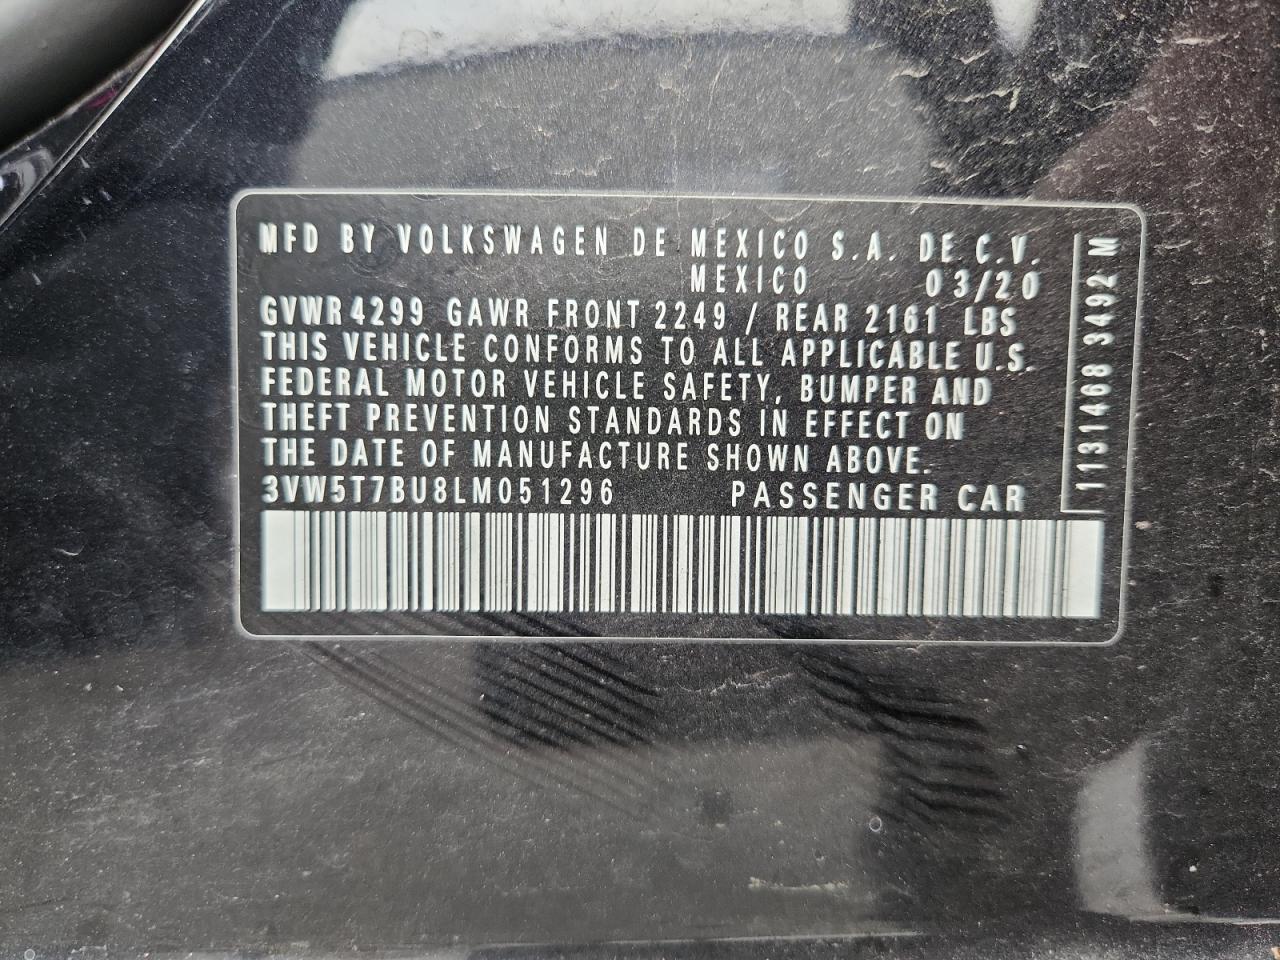 MFD BY VOLKSWAGEN DE MEXICO S.A. DE C.V.
MEXICO 03/20
GVWR 4299 GAWR FRONT 2249 / REAR 2161 LBS
THIS VEHICLE CONFORMS TO ALL APPLICABLE U.S.
FEDERAL MOTOR VEHICLE SAFETY, BUMPER AND
THEFT PREVENTION STANDARDS IN EFFECT ON
THE DATE OF MANUFACTURE SHOWN ABOVE.
3VW5T7BU8LM051296 PASSENGER CAR
1131468 3492 M